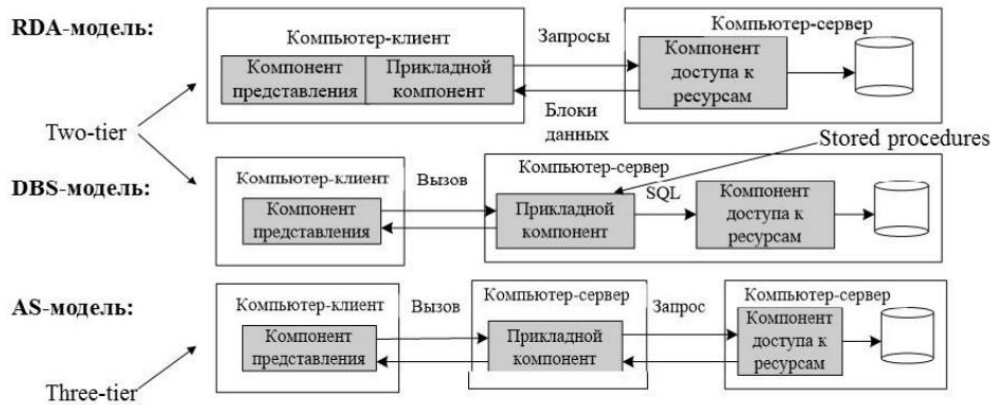 RDA-модель:
Компьютер-клиент
Компонент
представления
Прикладной
компонент
Запросы
Блоки
данных
Компьютер-сервер
Компонент
доступа к
ресурсам
Two-tier
Stored procedures
DBS-модель:
Компьютер-клиент
Компонент
представления
Вызов
Компьютер-сервер
Прикладной
компонент
SQL
Компонент
доступа к
ресурсам
AS-модель:
Компьютер-клиент
Компонент
представления
Вызов
Компьютер-сервер
Прикладной
компонент
Запрос
Компьютер-сервер
Компонент
доступа к
ресурсам
Three-tier